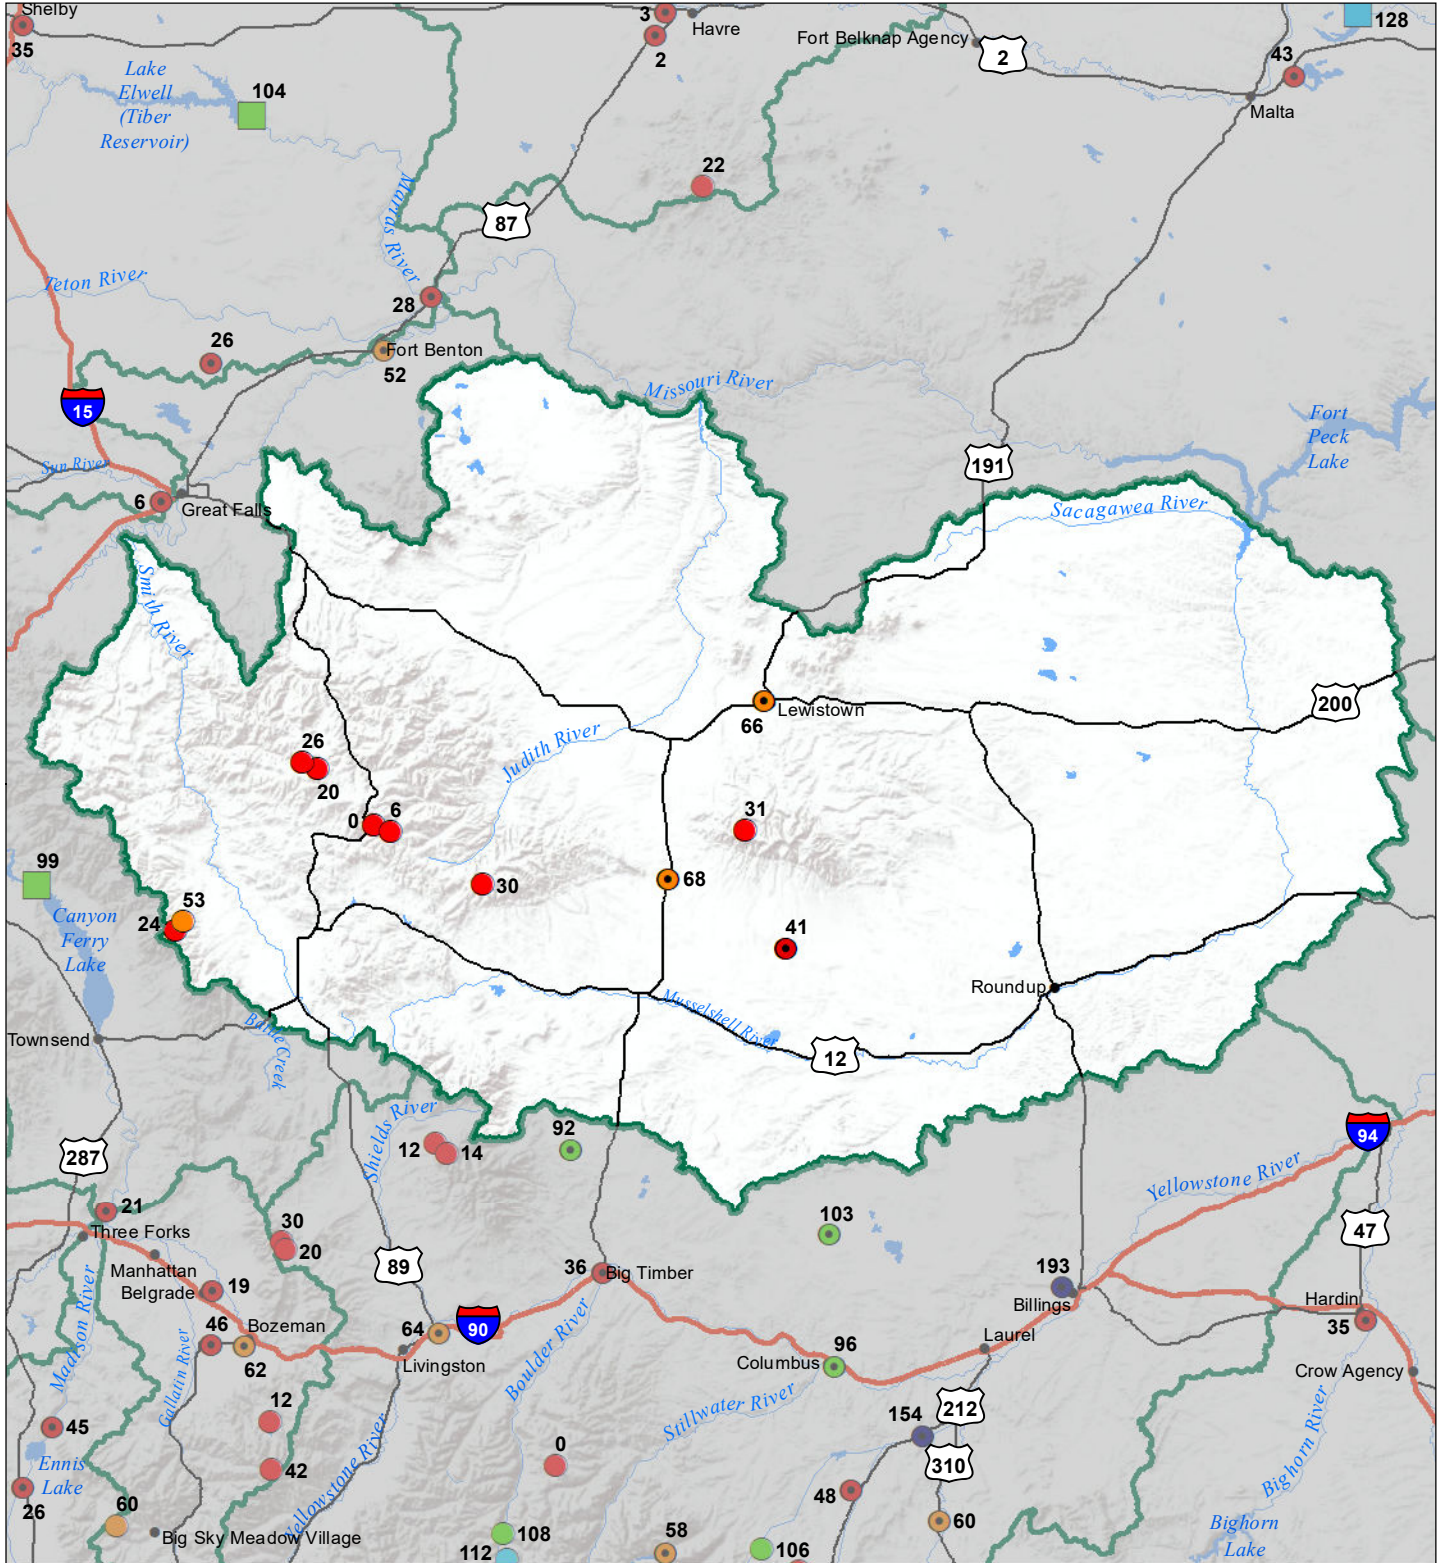 Shelby
35
3
Havre
2
Fort Belknap Agency
2
128
43
Malta
Lake
Elwell
(Tiber
Reservoir)
104
22
Marias River
87
Teton River
28
26
Fort Benton
52
Missouri River
15
Fort
Peck
Lake
Sun River
6
Great Falls
191
Sacagawea River
Smith River
200
66
Lewistown
Judith River
26
20
0
6
31
30
68
99
53
24
Canyon
Ferry
Lake
41
Roundup
Musselshell River
12
Townsend
Battle Creek
Shields River
12
14
92
94
287
Yellowstone River
21
Three Forks
30
20
103
47
Manhattan
Belgrade
19
89
36
Big Timber
193
Billings
Hardin
35
Madison River
46
Bozeman
62
64
90
Livingston
Boulder River
Columbus
96
Laurel
Crow Agency
Gallatin River
12
45
Stillwater River
212
154
Ennis
Lake
42
0
310
Bighorn River
26
Yellowstone River
48
60
Big Sky Meadow Village
108
112
58
106
60
Bighorn
Lake